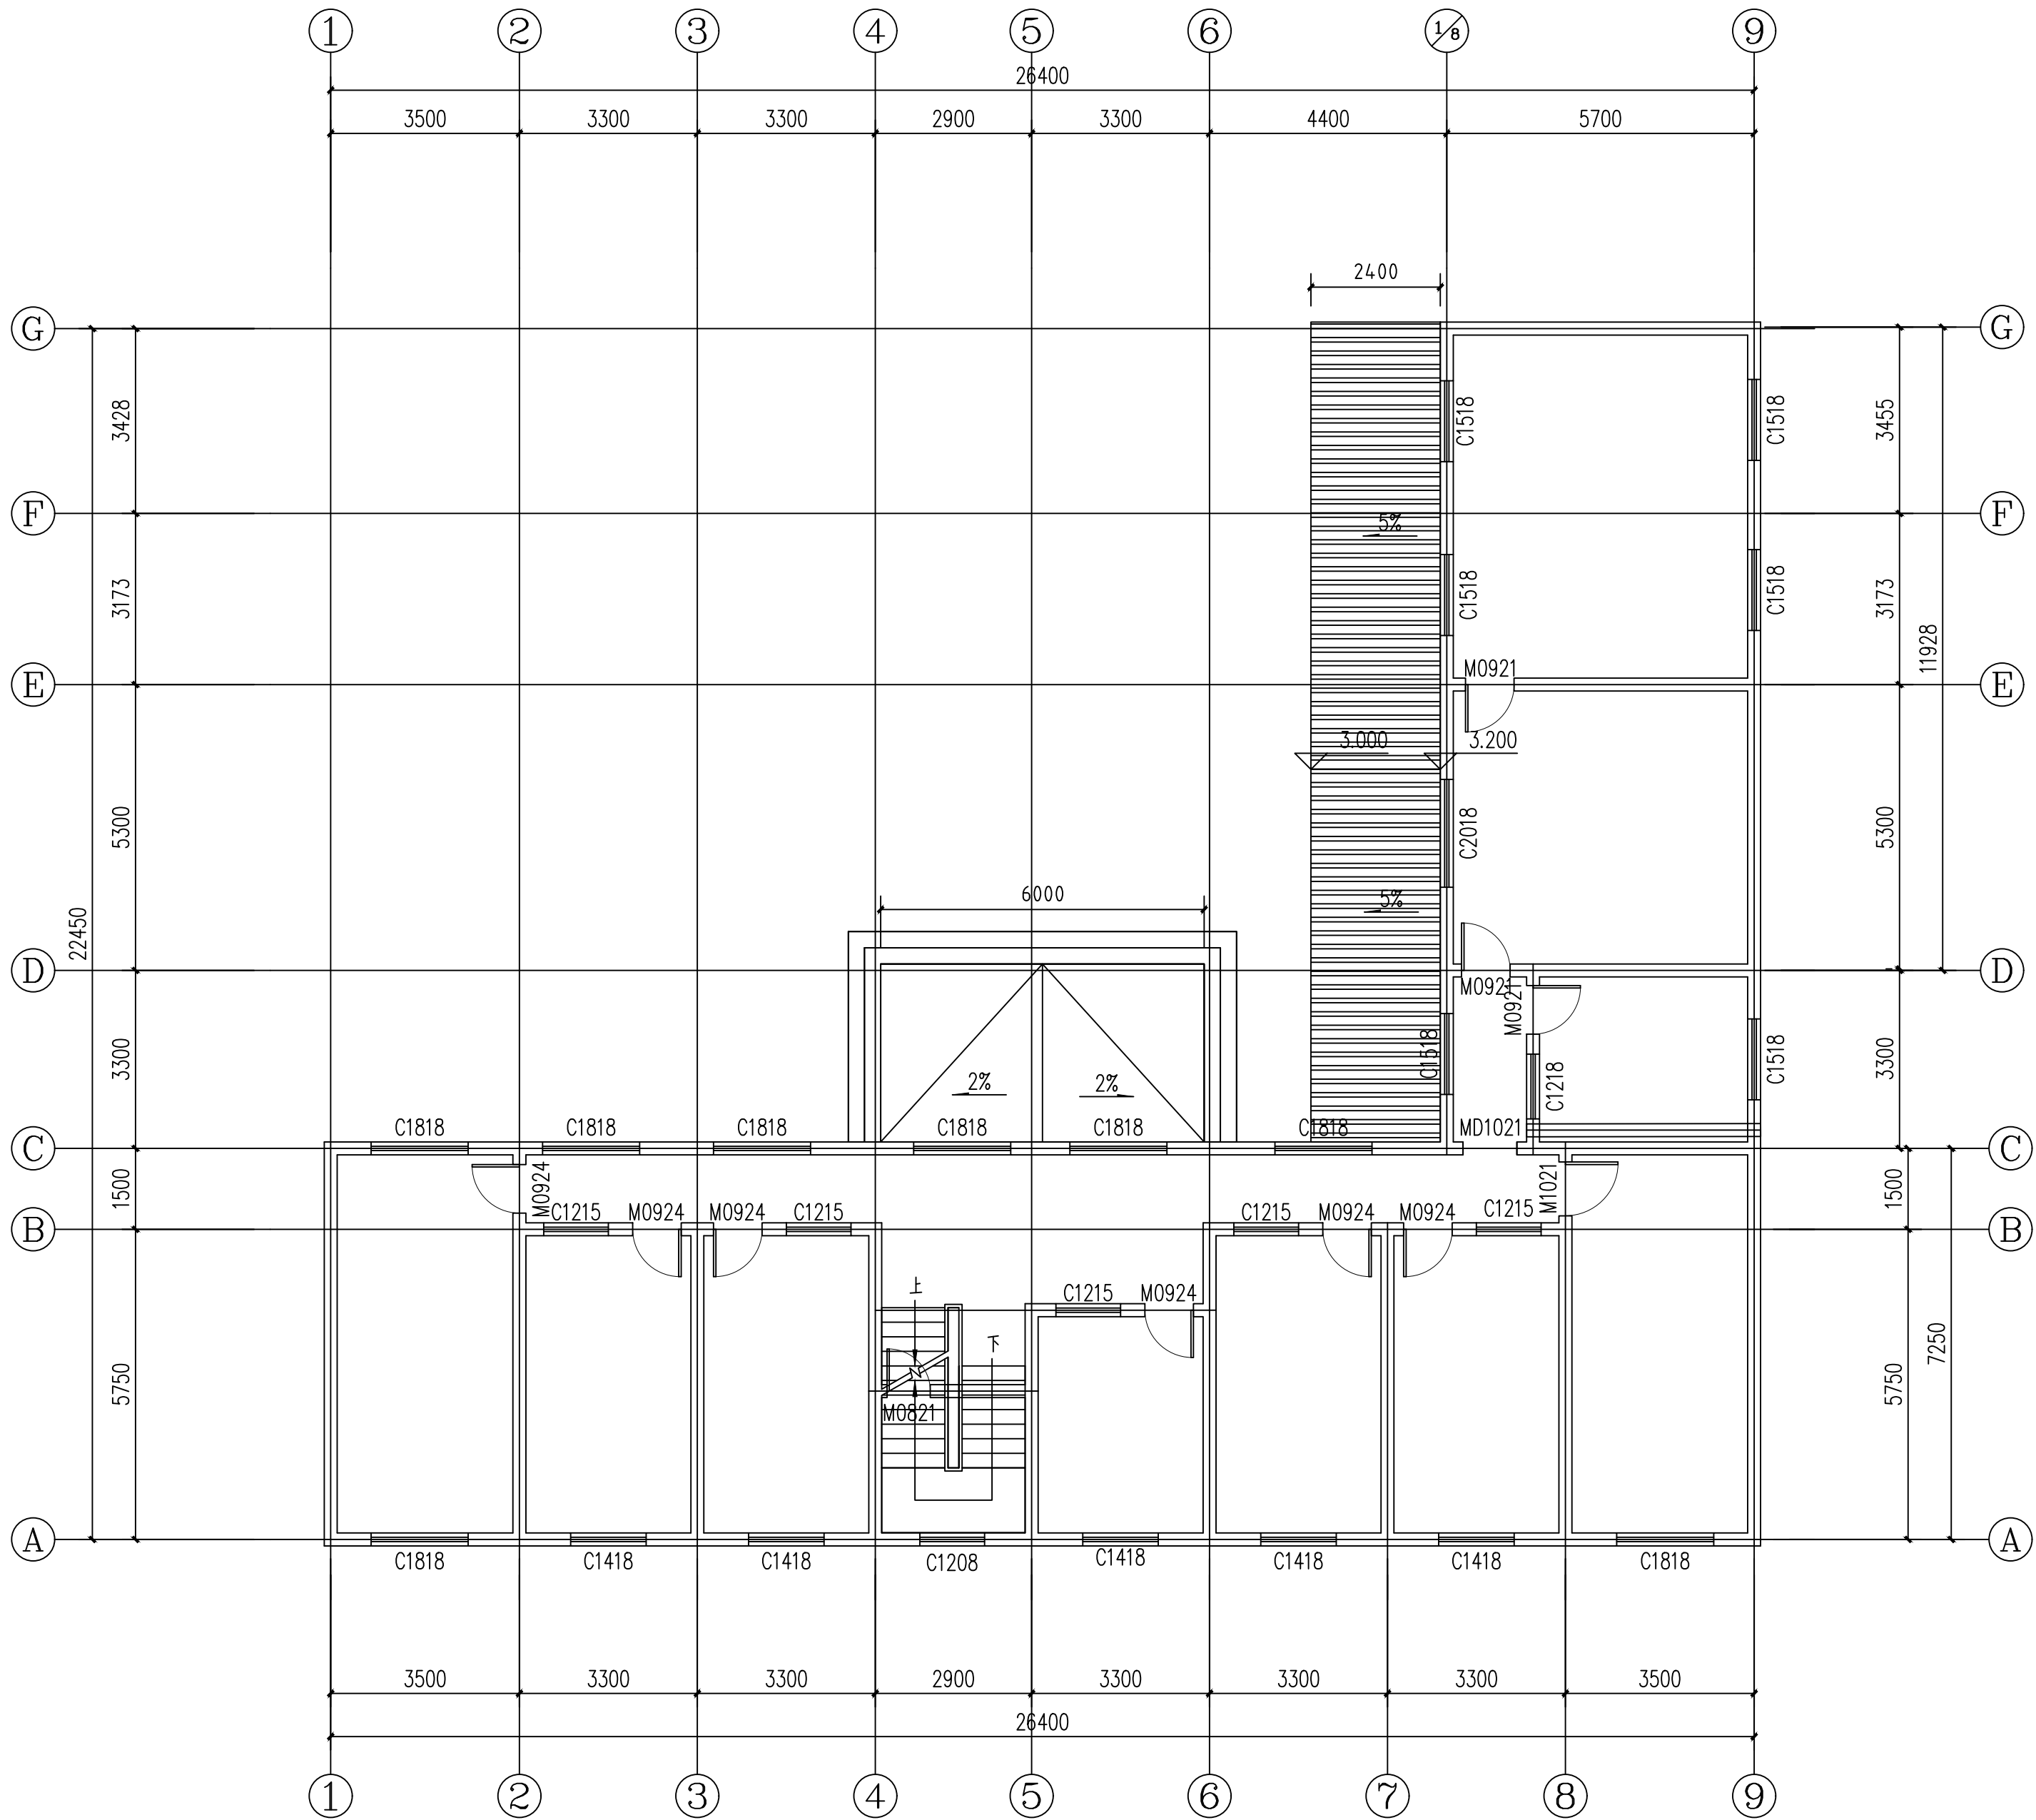 1 2 3 4 5 6 1/8 9
26400
3500 3300 3300 2900 3300 4400 5700
2400
G G
3428 C1518 C1518 3455
F F
5%
3173 C1518 C1518 3173
11928
M0921
E E
3.000 3.200
5300 C2018 5300
6000 5%
22450
D D
M0921
M0921
3300 C1518 C1218 C1518 3300
2% 2%
C1818 C1818 C1818 C1818 C1818 C1818 MD1021
C C
1500 M0924 M1021 1500
C1215 M0924 M0924 C1215 C1215 M0924 M0924 C1215
B B
上 C1215 M0924
下
5750 M0821 5750 7250
A A
C1818 C1418 C1418 C1208 C1418 C1418 C1418 C1818
3500 3300 3300 2900 3300 3300 3300 3500
26400
1 2 3 4 5 6 7 8 9